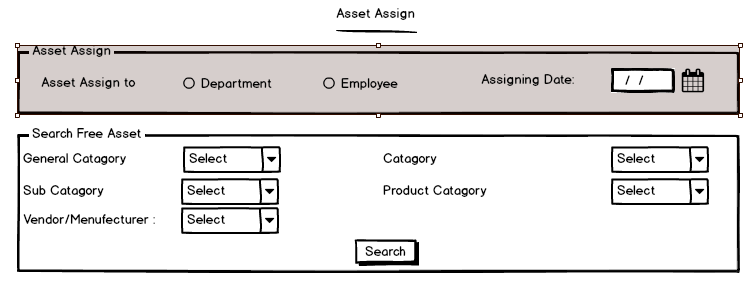 Asset Assign
Asset Assign
Asset Assign to Department Employee Assigning Date: / /
Search Free Asset
General Catagory Select Catagory Select
Sub Catagory Select Product Catagory Select
Vendor/Menufecturer : Select
Search